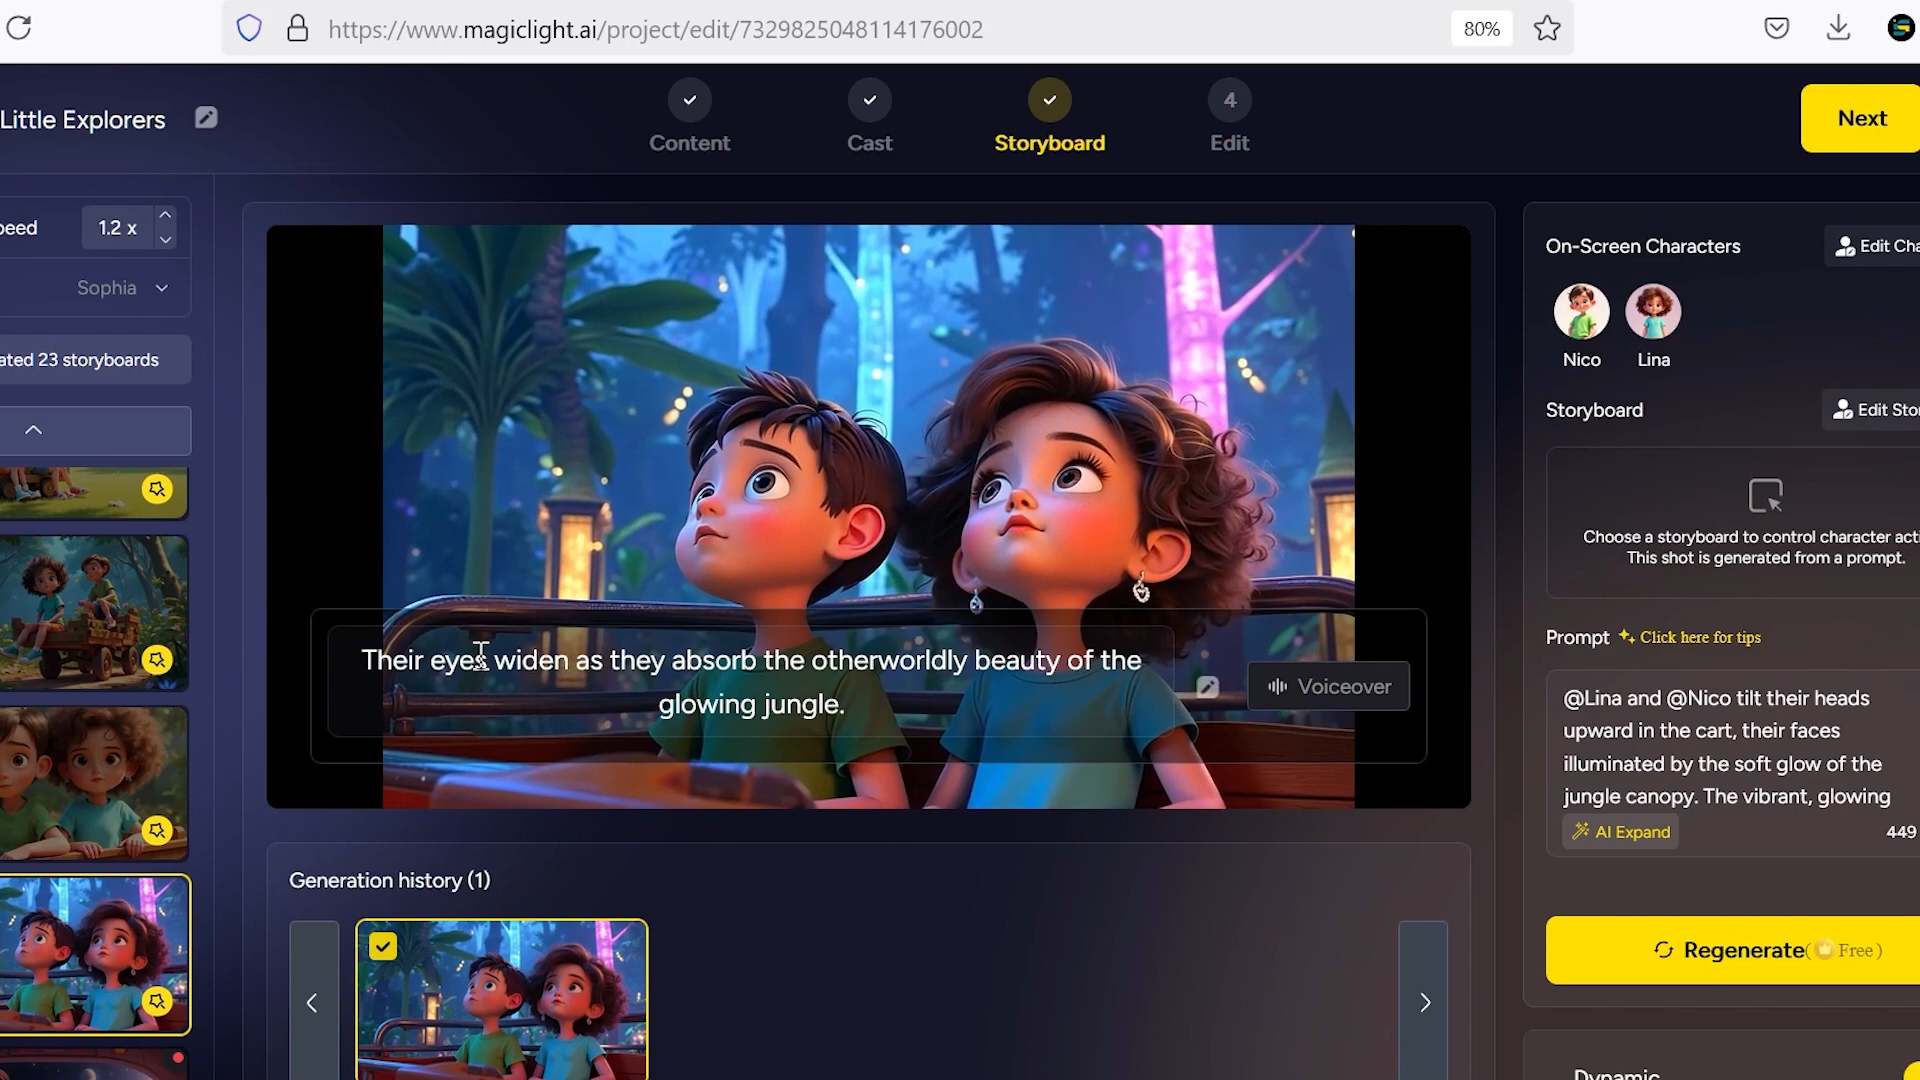 https://www.magiclight.ai/project/edit/7329825048114176002
80%
Little Explorers
Content
Cast
Storyboard
4
Edit
Next
peed
1.2 x
Sophia
ated 23 storyboards
On-Screen Characters
Edit Cha
Nico
Lina
Storyboard
Edit Stor
Choose a storyboard to control character acti
This shot is generated from a prompt.
Their eyes widen as they absorb the otherworldly beauty of the
glowing jungle.
Voiceover
Prompt Click here for tips
@Lina and @Nico tilt their heads
upward in the cart, their faces
illuminated by the soft glow of the
jungle canopy. The vibrant, glowing
AI Expand
449
Generation history (1)
Regenerate( Free )
Dynamic